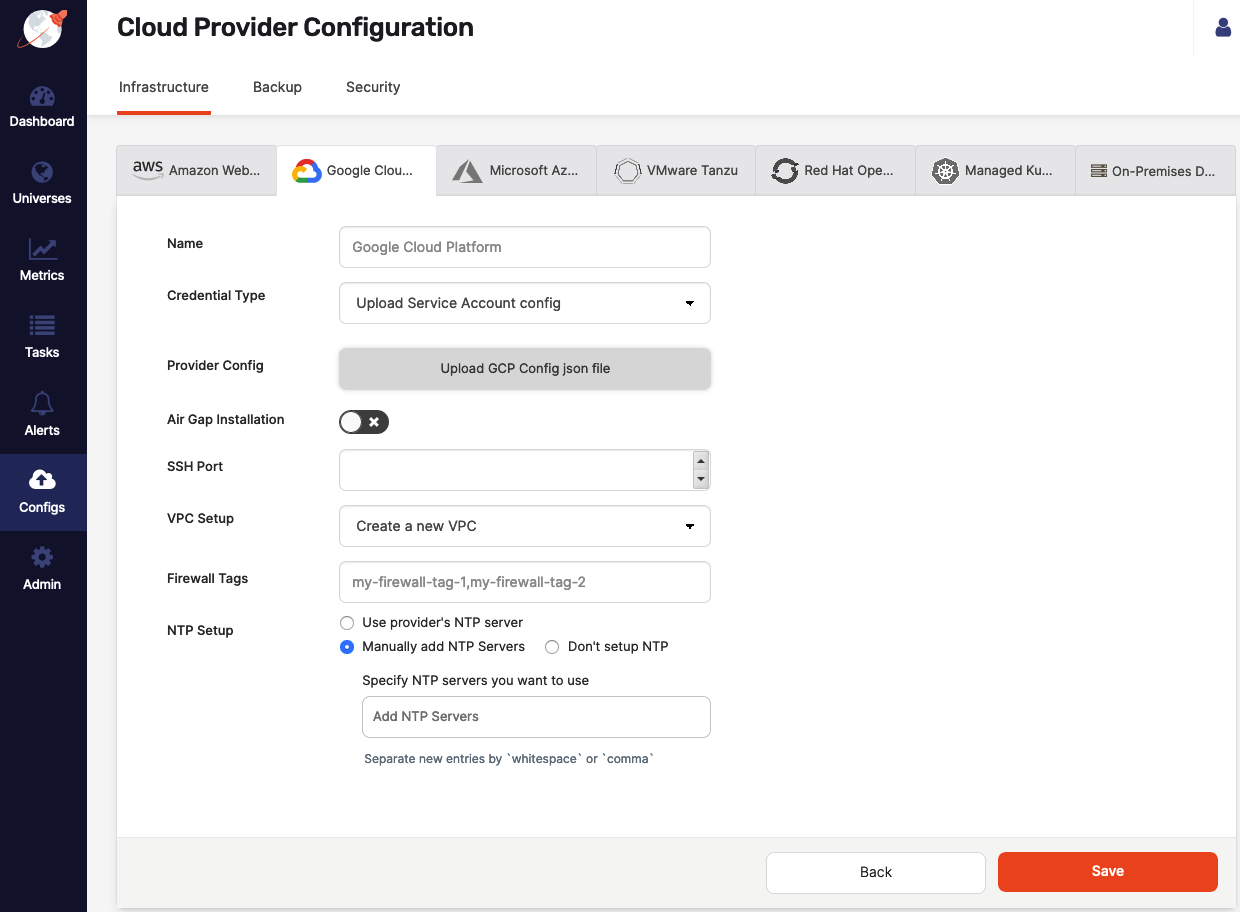 Cloud Provider Configuration
Infrastructure Backup Security
Dashboard
Universes
Metrics
Tasks
Alerts
Configs
Admin
aws Amazon Web... Google Clou... Microsoft Az... VMware Tanzu Red Hat Ope... Managed Ku... On-Premises D...
Name Google Cloud Platform
Credential Type Upload Service Account config
Provider Config Upload GCP Config json file
Air Gap Installation
SSH Port
VPC Setup Create a new VPC
Firewall Tags my-firewall-tag-1,my-firewall-tag-2
NTP Setup Use provider's NTP server
Manually add NTP Servers Don't setup NTP
Specify NTP servers you want to use
Add NTP Servers
Separate new entries by `whitespace` or `comma`
Back Save